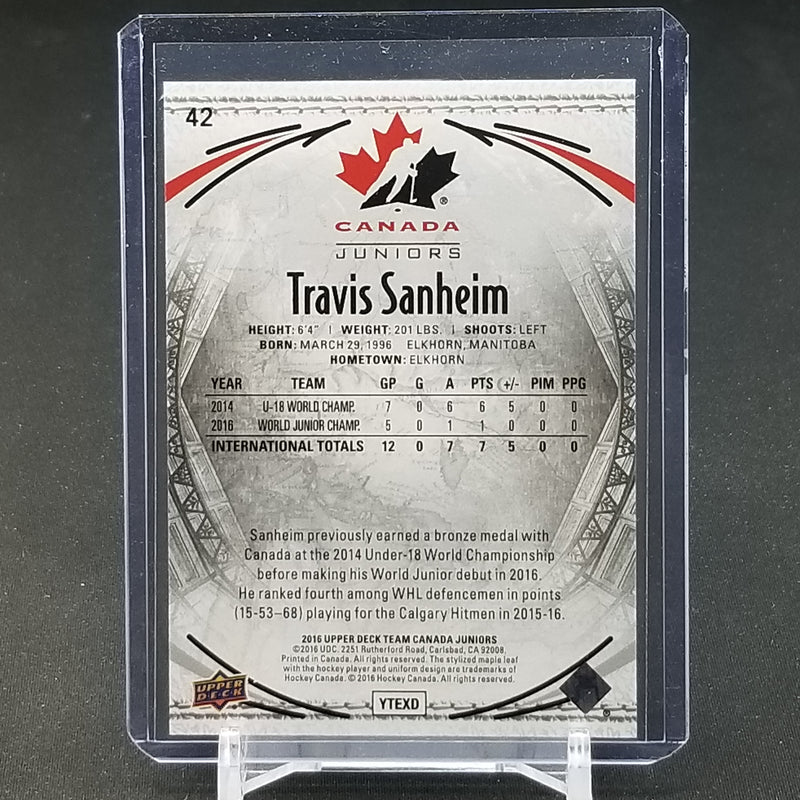 42
®
CANADA
JUNIORS
Travis Sanheim
HEIGHT: 6'4" | WEIGHT: 201 LBS. | SHOOTS: LEFT
BORN: MARCH 29, 1996 ELKHORN, MANITOBA
HOMETOWN: ELKHORN
YEAR TEAM GP G A PTS +/- PIM PPG
2014 U-18 WORLD CHAMP. 7 0 6 6 5 0 0
2016 WORLD JUNIOR CHAMP. 5 0 1 1 0 0 0
INTERNATIONAL TOTALS 12 0 7 7 5 0 0
Sanheim previously earned a bronze medal with
Canada at the 2014 Under-18 World Championship
before making his World Junior debut in 2016.
He ranked fourth among WHL defencemen in points
(15-53–68) playing for the Calgary Hitmen in 2015-16.
2016 UPPER DECK TEAM CANADA JUNIORS
©2016 UDC. 2251 Rutherford Road, Carlsbad, CA 92008.
Printed in Canada. All rights reserved. The stylized maple leaf
with the hockey player and uniform design are trademarks of
Hockey Canada. © 2016 Hockey Canada. All rights reserved.
UPPER
D•E•C•K
YTEXD
®